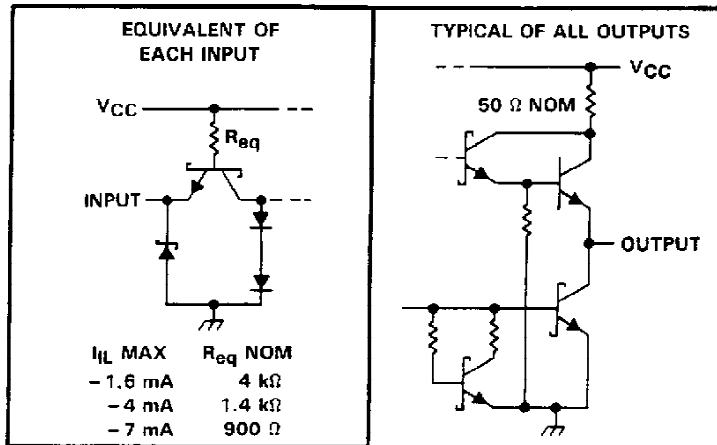 EQUIVALENT OF
EACH INPUT
VCC
Req
INPUT
IIL MAX Req NOM
-1.6 mA 4 kΩ
-4 mA 1.4 kΩ
-7 mA 900 Ω
TYPICAL OF ALL OUTPUTS
VCC
50 Ω NOM
OUTPUT